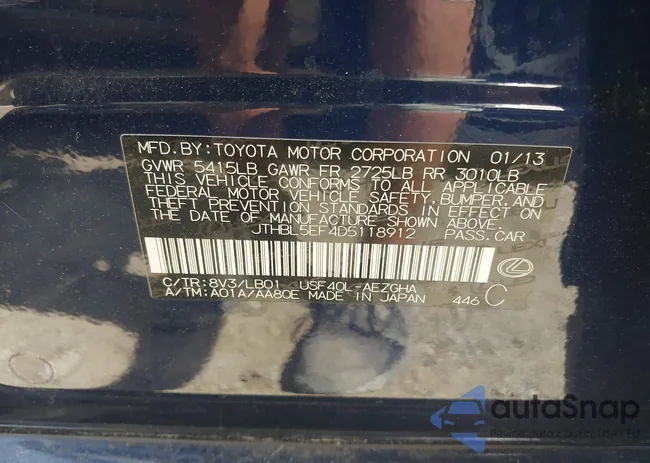 MFD.BY:TOYOTA MOTOR CORPORATION 01/13
GVWR 5415LB GAWR FR 2725LB RR 3010LB
THIS VEHICLE CONFORMS TO ALL APPLICABLE
FEDERAL MOTOR VEHICLE SAFETY,BUMPER,AND
THEFT PREVENTION STANDARDS IN EFFECT ON
THE DATE OF MANUFACTURE SHOWN ABOVE.
JTHBL5EF4D5118912 PASS.CAR
C/TR:8V3/LB01 USF40L-AEZGHA
A/TM:A01A/AA80E MADE IN JAPAN 446 C
autoSnap